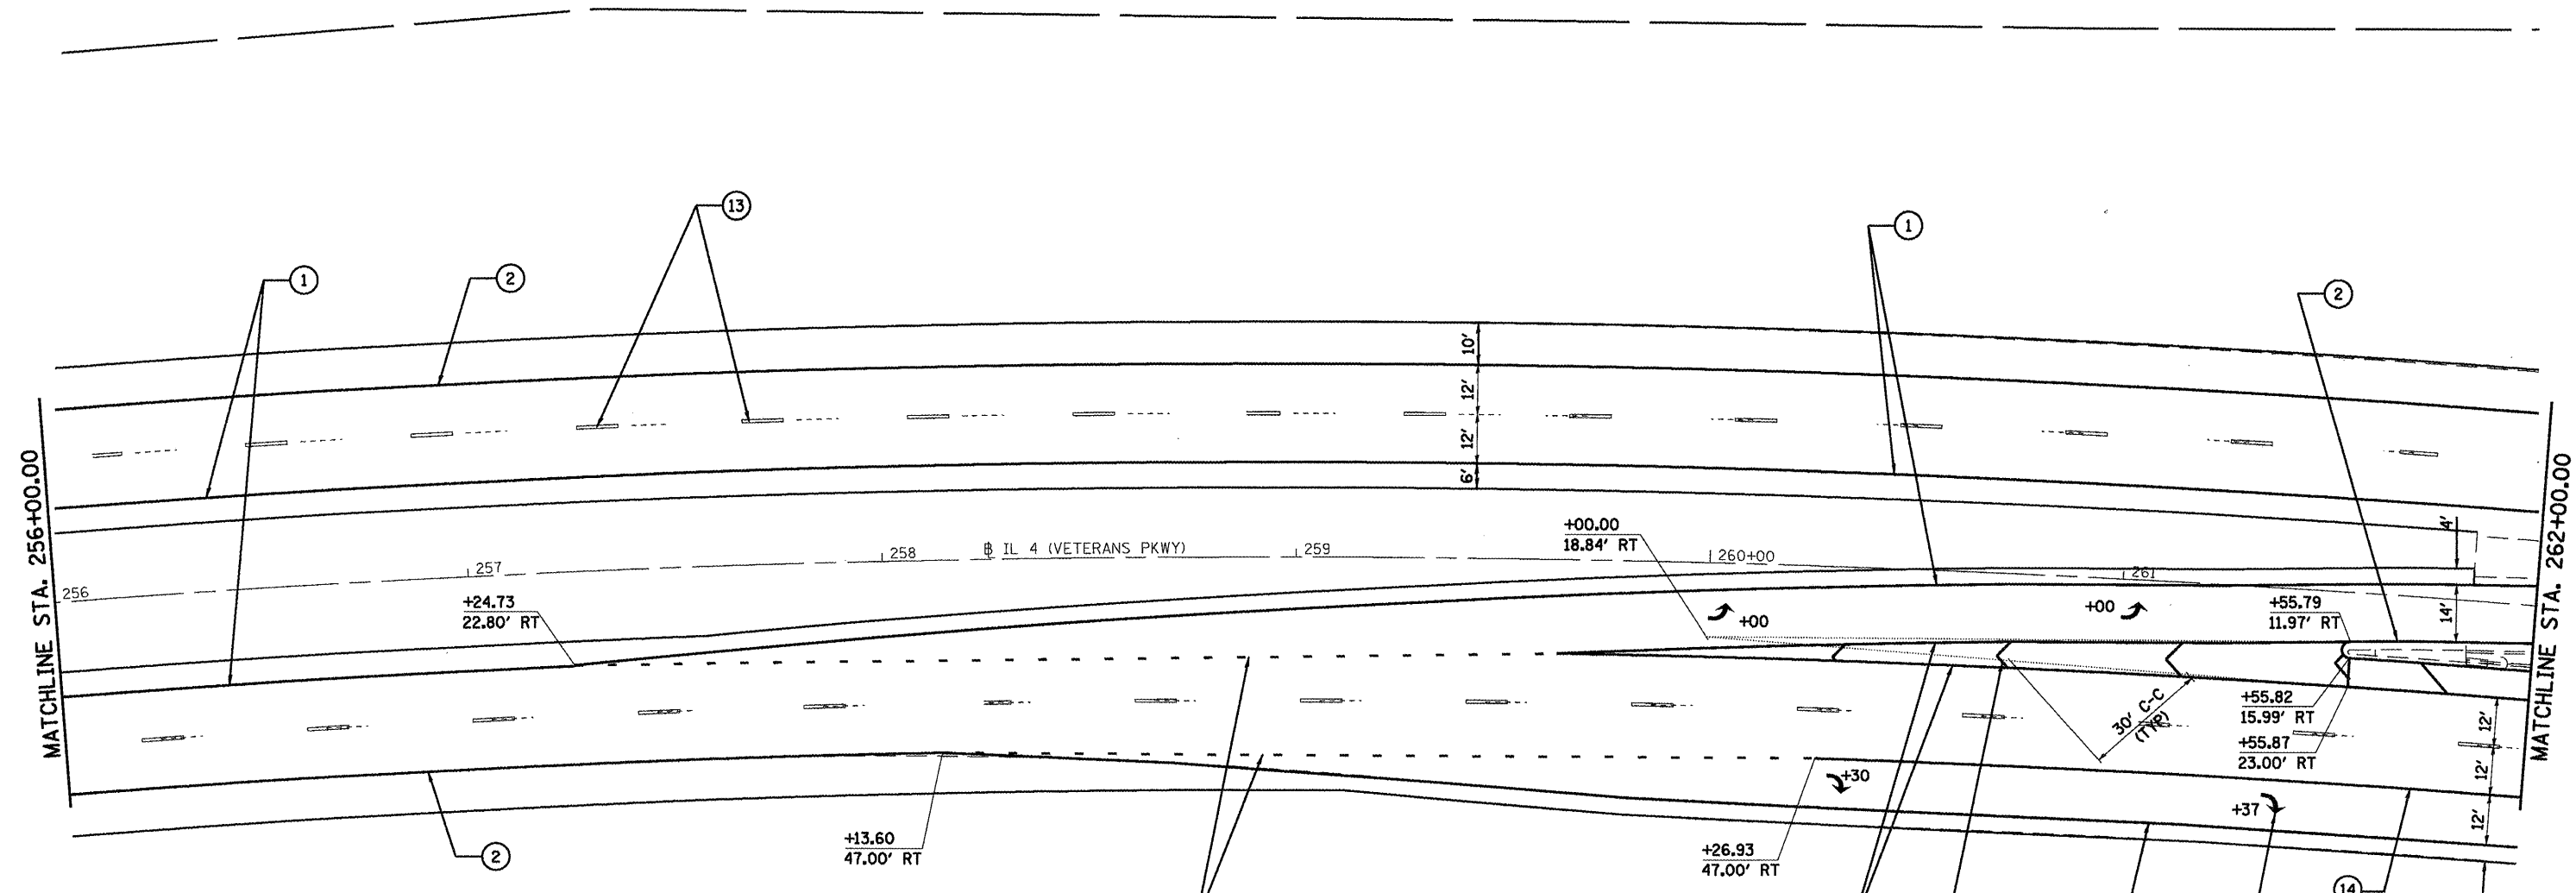 13
1
1
2
2
10'
12'
12'
6'
MATCHLINE STA. 256+00.00
MATCHLINE STA. 262+00.00
+00.00
18.84' RT
4'
256
257
258
℄ IL 4 (VETERANS PKWY)
259
260+00
261
+24.73
22.80' RT
+00
+00
+55.79
11.97' RT
14'
+55.82
15.99' RT
30' C-C
(TYP)
+55.87
23.00' RT
12'
12'
12'
+30
+37
+13.60
47.00' RT
+26.93
47.00' RT
2
14